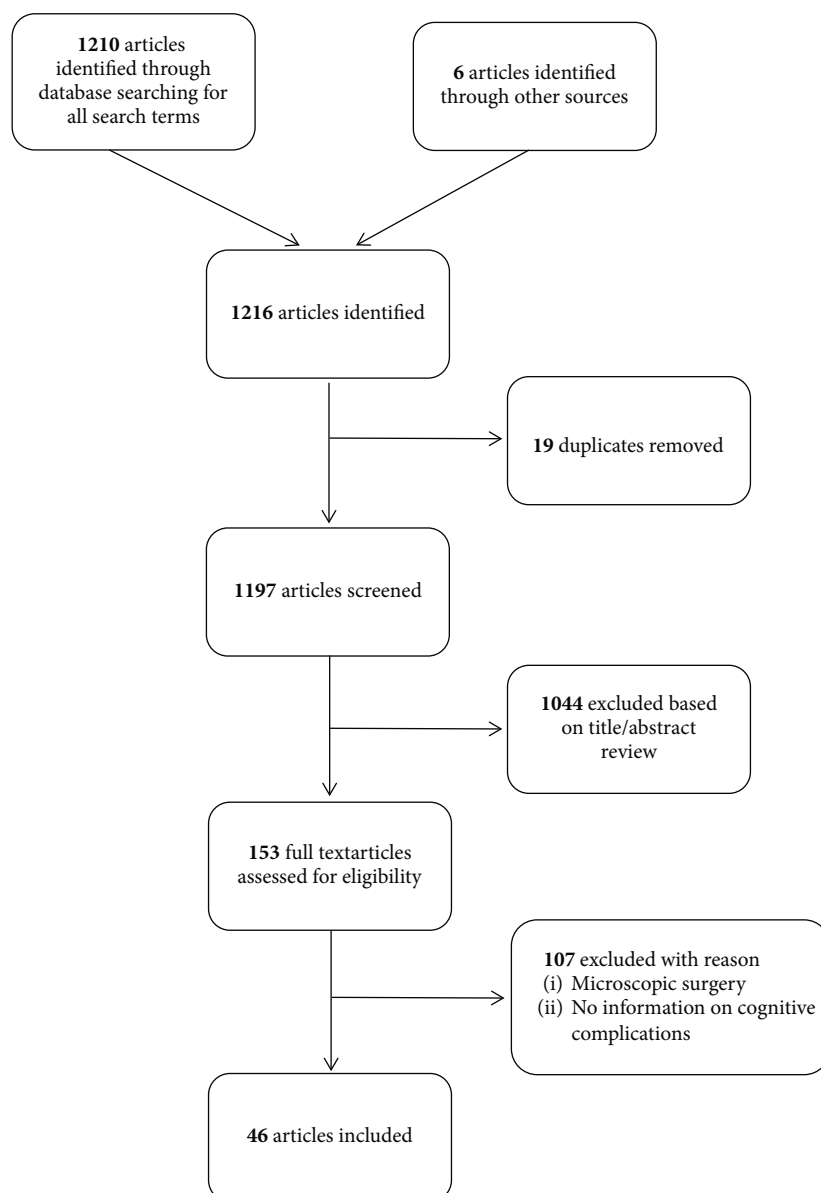 1210 articles
identified through
database searching for
all search terms
6 articles identified
through other sources
1216 articles identified
19 duplicates removed
1197 articles screened
1044 excluded based
on title/abstract
review
153 full textarticles
assessed for eligibility
107 excluded with reason
(i) Microscopic surgery
(ii) No information on cognitive
complications
46 articles included